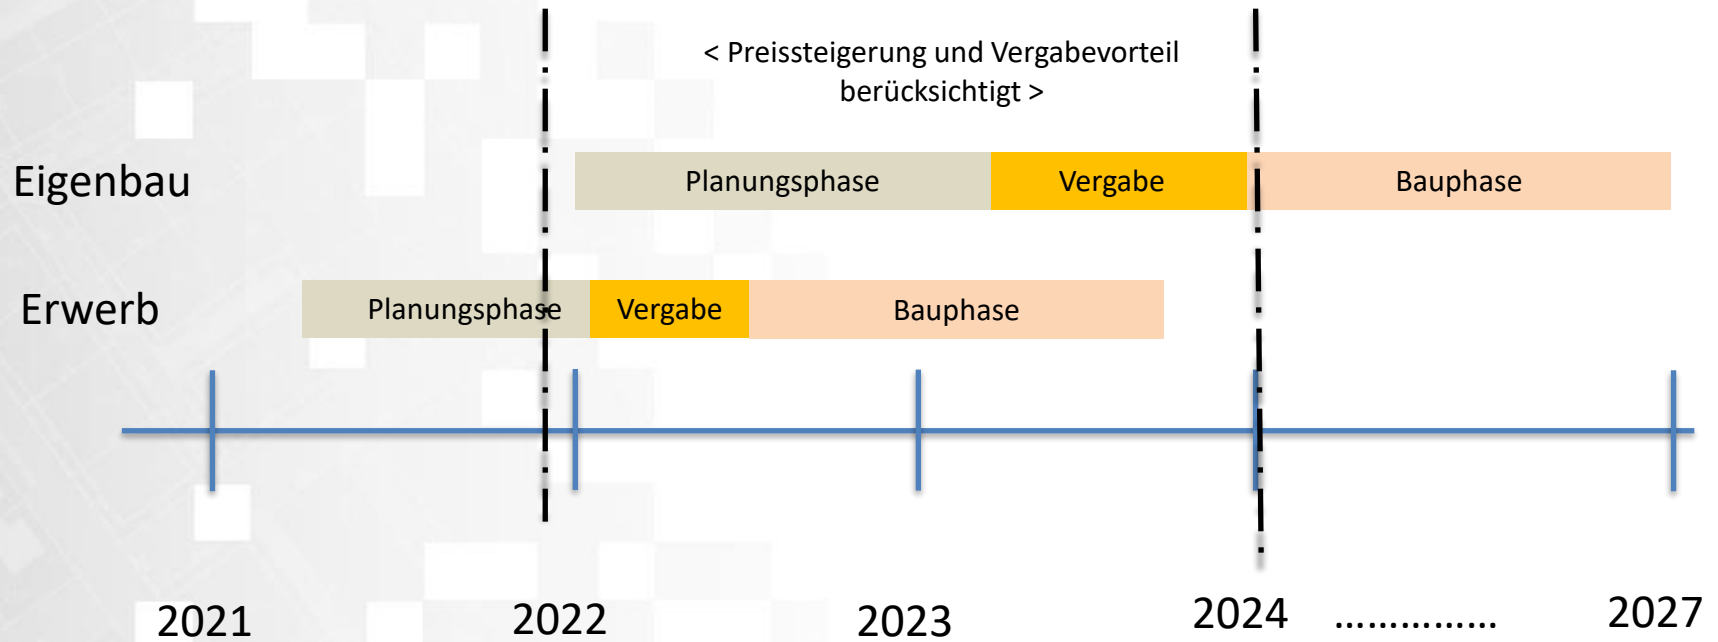 < Preissteigerung und Vergabevorteil
berücksichtigt >
Eigenbau
Planungsphase
Vergabe
Bauphase
Erwerb
Planungsphase
Vergabe
Bauphase
2021
2022
2023
2024
……………
2027